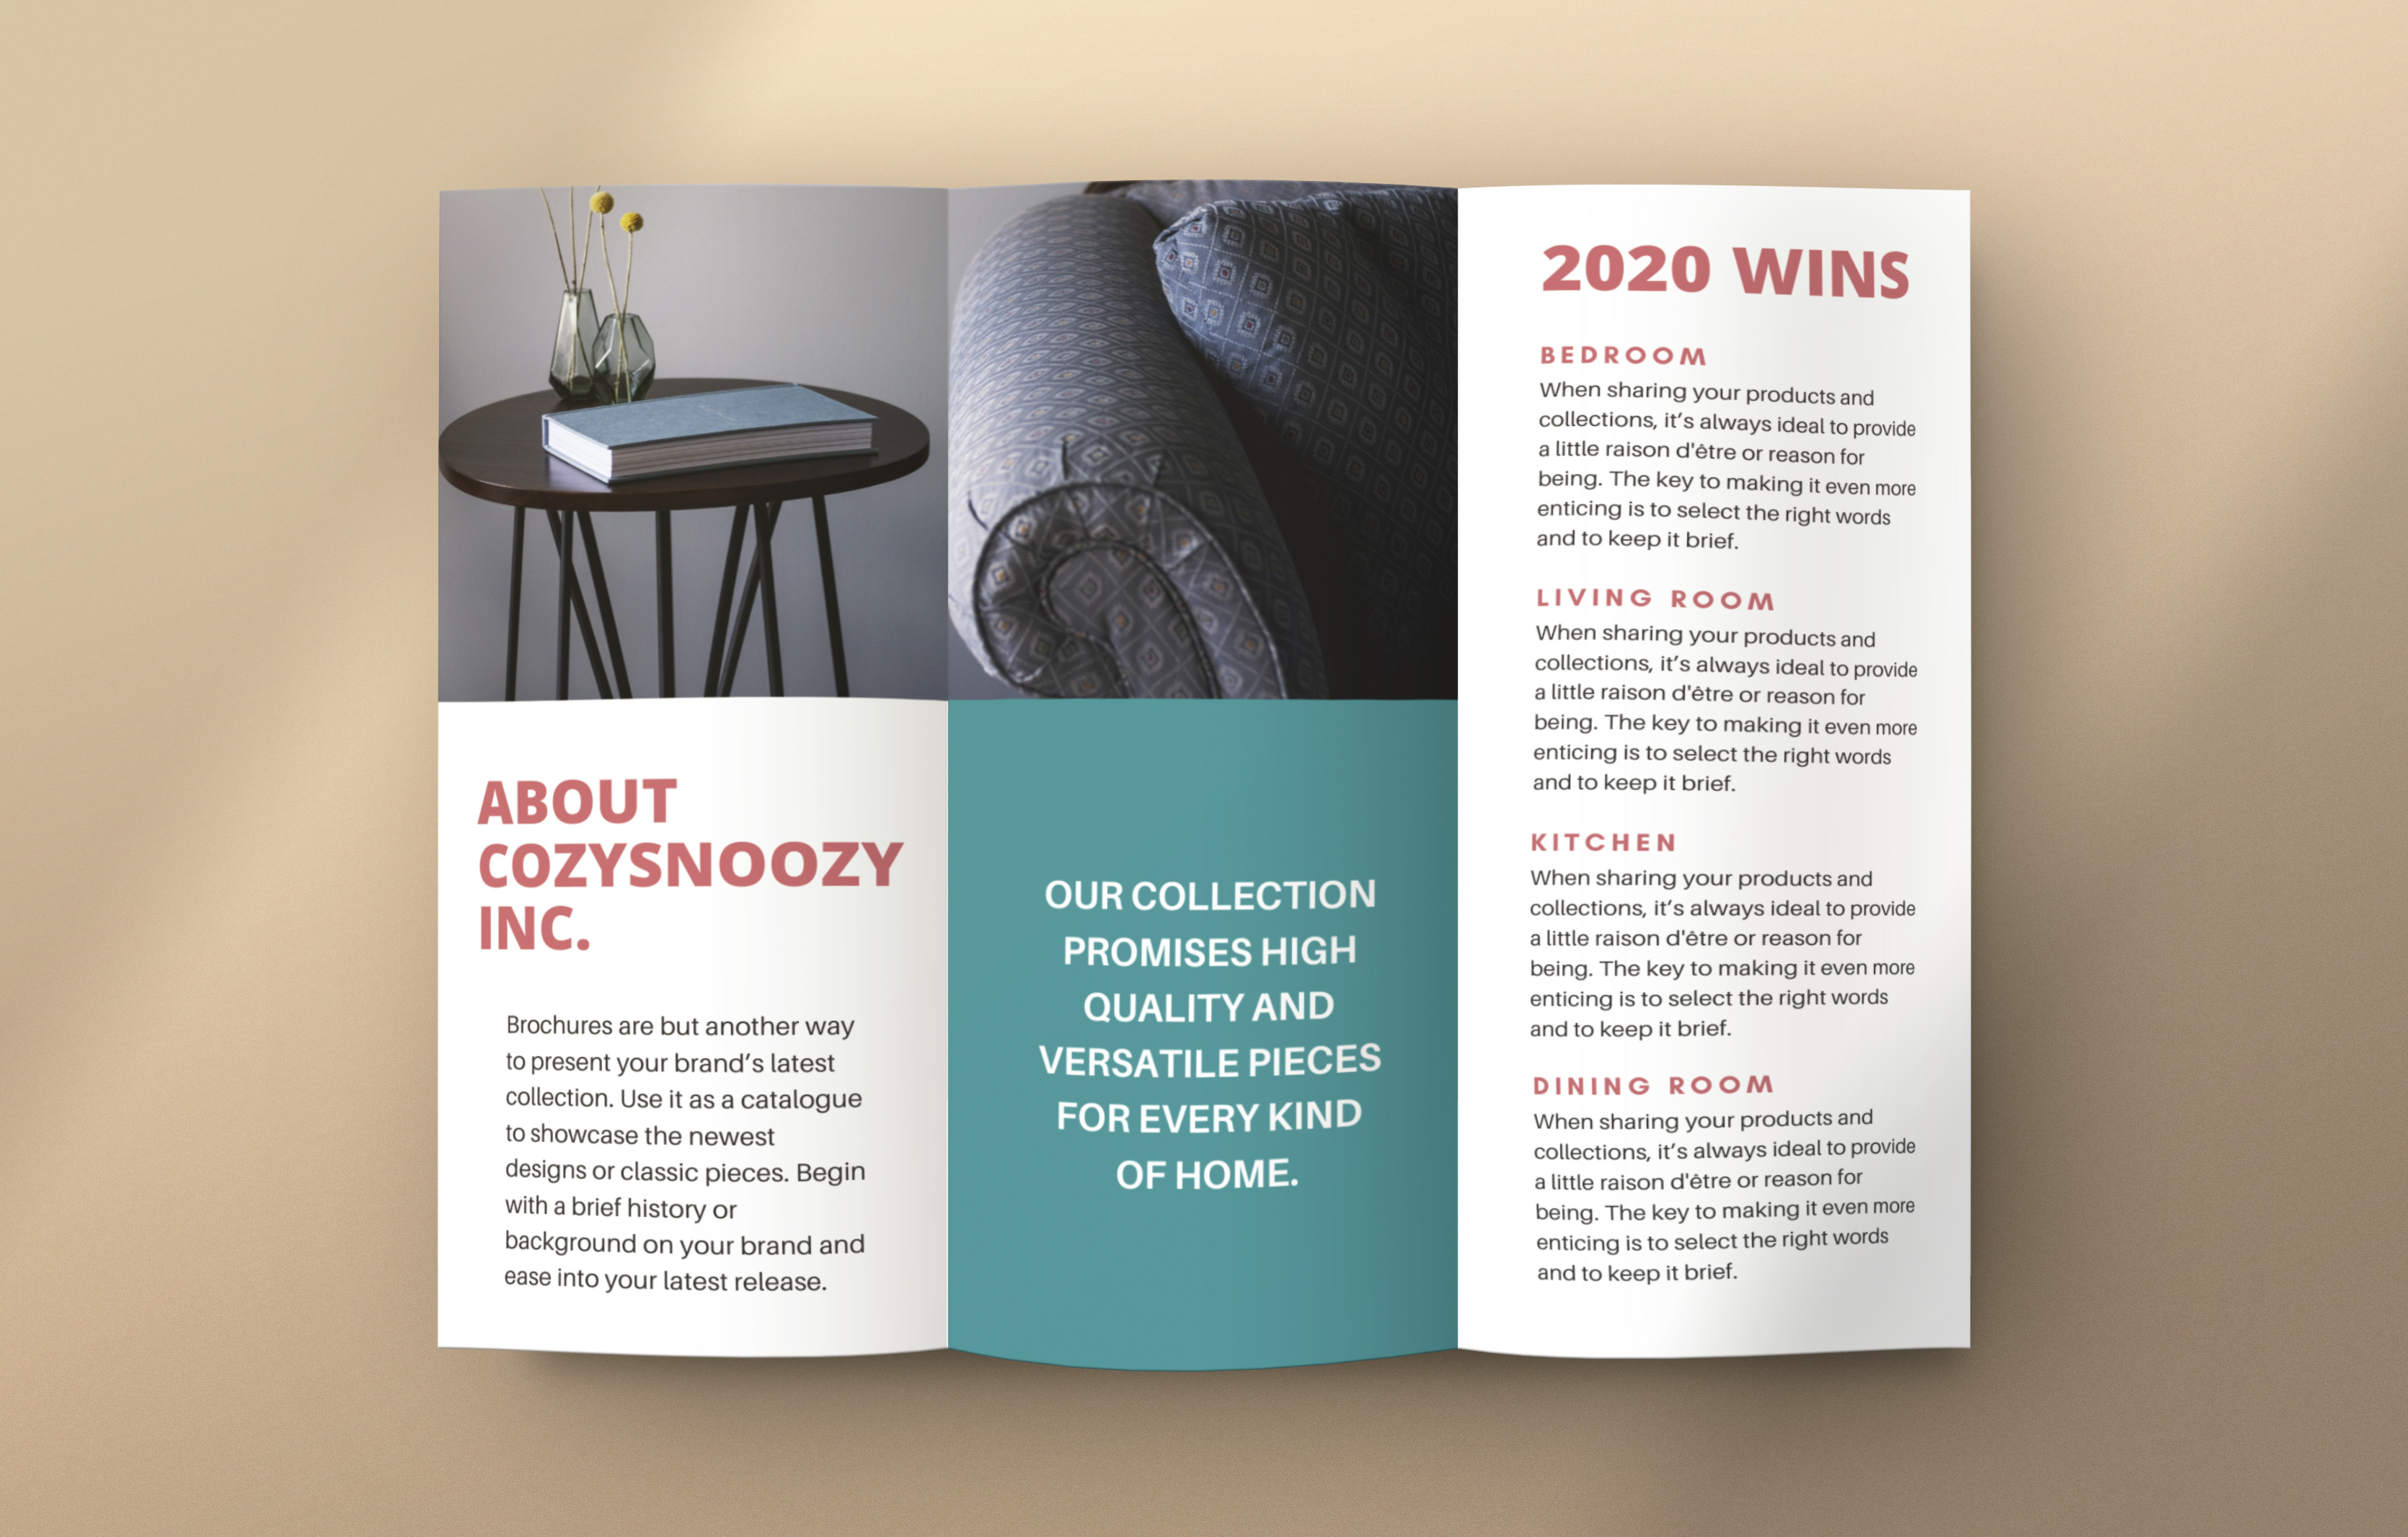 ABOUT
COZYSNOOZY
INC.
Brochures are but another way
to present your brand's latest
collection. Use it as a catalogue
to showcase the newest
designs or classic pieces. Begin
with a brief history or
background on your brand and
ease into your latest release.
OUR COLLECTION
PROMISES HIGH
QUALITY AND
VERSATILE PIECES
FOR EVERY KIND
OF HOME.
2020 WINS
BEDROOM
When sharing your products and
collections, it’s always ideal to provide
a little raison d'être or reason for
being. The key to making it even more
enticing is to select the right words
and to keep it brief.
LIVING ROOM
When sharing your products and
collections, it’s always ideal to provide
a little raison d'être or reason for
being. The key to making it even more
enticing is to select the right words
and to keep it brief.
KITCHEN
When sharing your products and
collections, it’s always ideal to provide
a little raison d'être or reason for
being. The key to making it even more
enticing is to select the right words
and to keep it brief.
DINING ROOM
When sharing your products and
collections, it’s always ideal to provide
a little raison d'être or reason for
being. The key to making it even more
enticing is to select the right words
and to keep it brief.